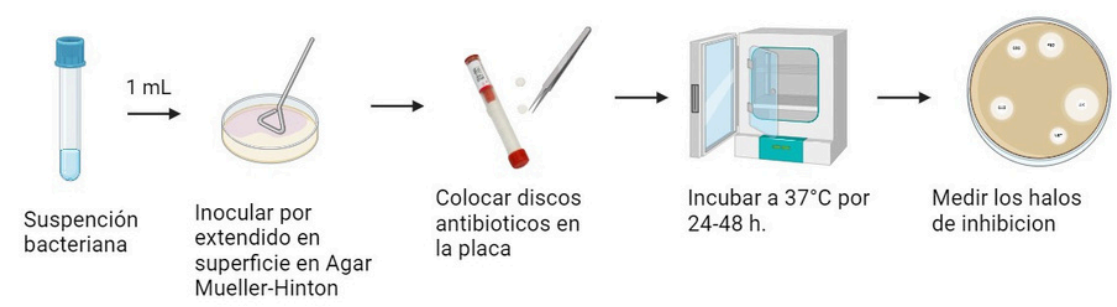 1 mL
Suspención
bacteriana
Inocular por
extendido en
superficie en Agar
Mueller-Hinton
Colocar discos
antibioticos en
la placa
Incubar a 37°C por
24-48 h.
Medir los halos
de inhibicion